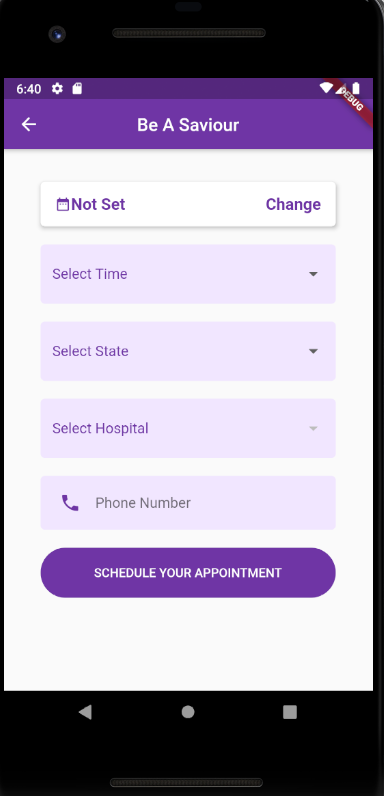 6:40
DEBUG
Be A Saviour
Not Set Change
Select Time
Select State
Select Hospital
Phone Number
SCHEDULE YOUR APPOINTMENT